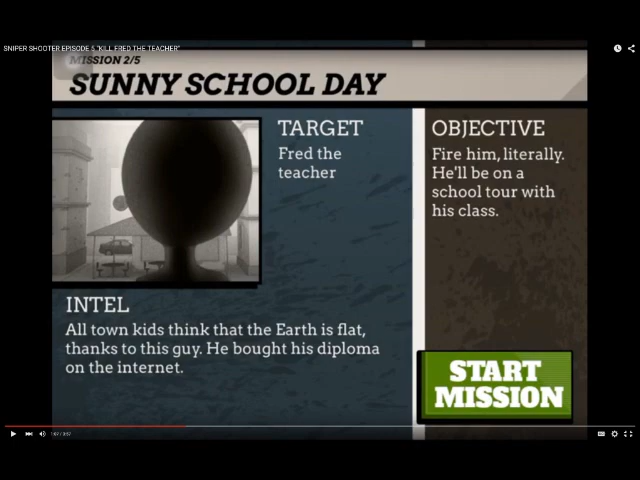 SNIPER SHOOTER EPISODE 5 "KILL FRED THE TEACHER"
MISSION 2/5
SUNNY SCHOOL DAY
TARGET
Fred the
teacher
OBJECTIVE
Fire him, literally.
He'll be on a
school tour with
his class.
INTEL
All town kids think that the Earth is flat,
thanks to this guy. He bought his diploma
on the internet.
START
MISSION